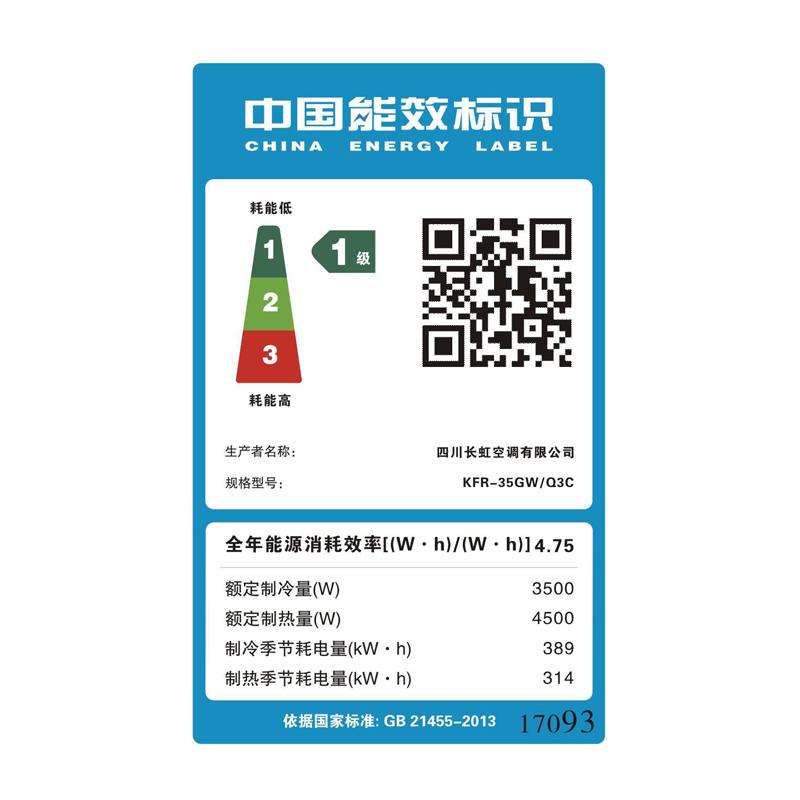 中国能效标识
CHINA ENERGY LABEL
耗能低
1
1级
2
3
耗能高
生产者名称: 四川长虹空调有限公司
规格型号: KFR-35GW/Q3C
全年能源消耗效率[(W·h)/(W·h)] 4.75
额定制冷量(W) 3500
额定制热量(W) 4500
制冷季节耗电量(kW·h) 389
制热季节耗电量(kW·h) 314
依据国家标准: GB 21455-2013 17093